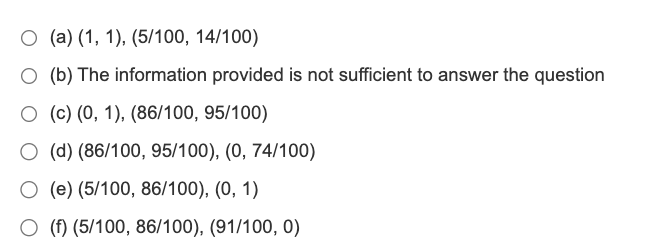 (a) (1, 1), (5/100, 14/100)
(b) The information provided is not sufficient to answer the question
(c) (0, 1), (86/100, 95/100)
(d) (86/100, 95/100), (0, 74/100)
(e) (5/100, 86/100), (0, 1)
(f) (5/100, 86/100), (91/100, 0)